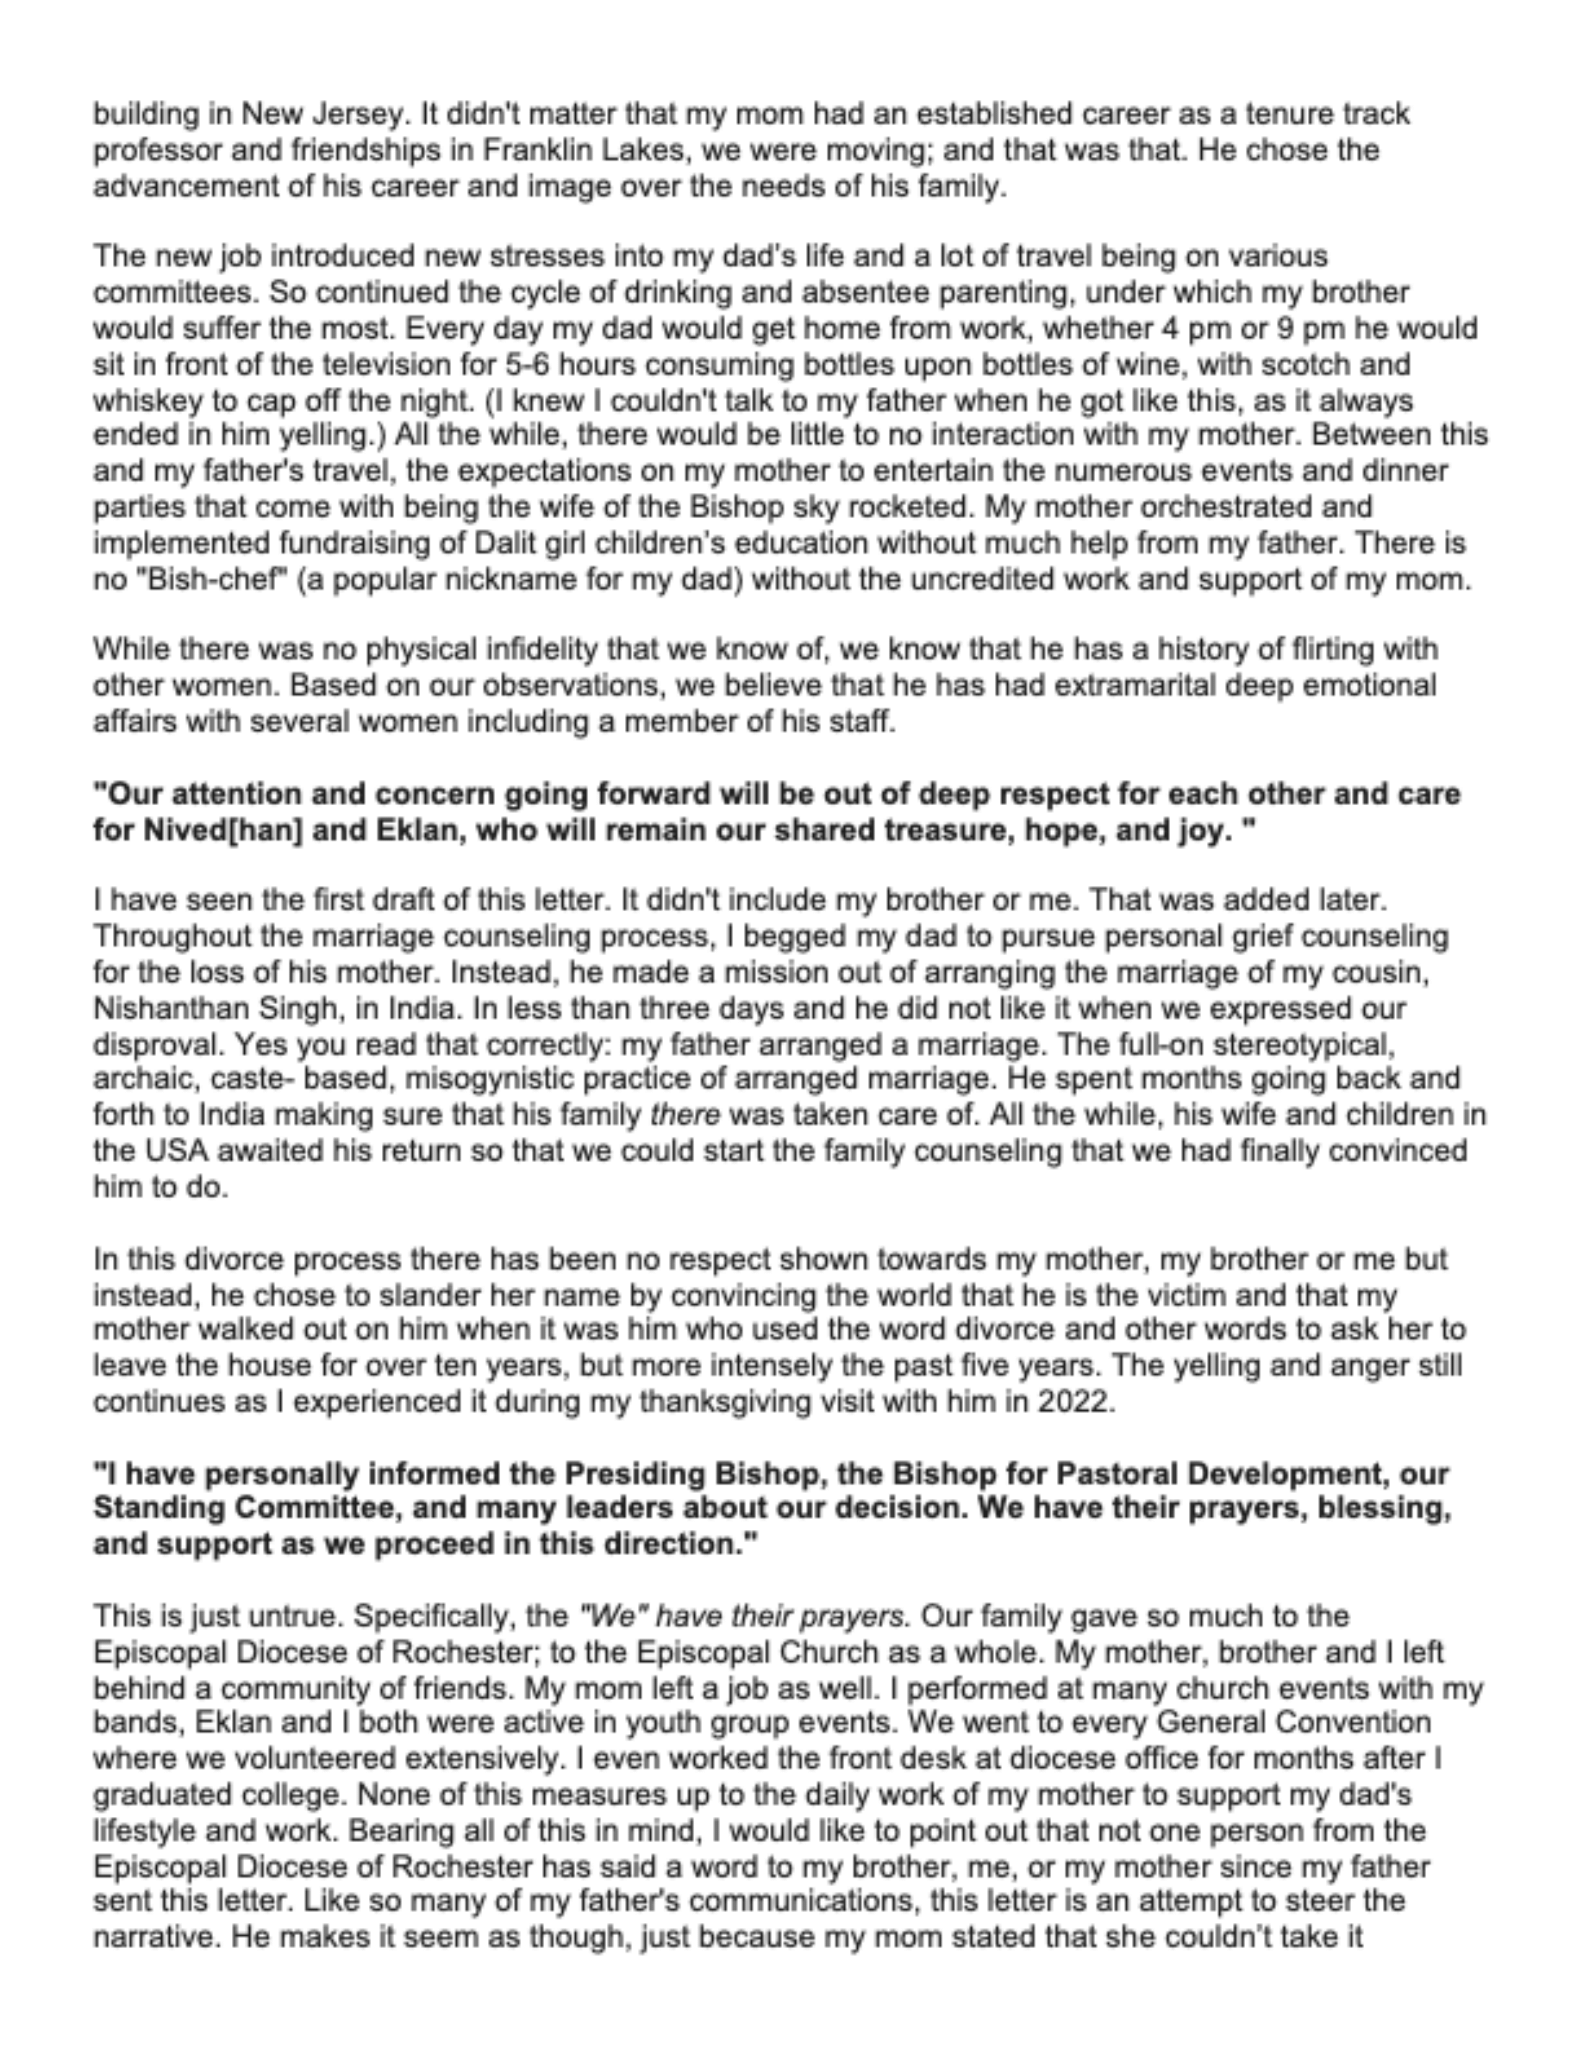 building in New Jersey. It didn't matter that my mom had an established career as a tenure track
professor and friendships in Franklin Lakes, we were moving; and that was that. He chose the
advancement of his career and image over the needs of his family.
The new job introduced new stresses into my dad's life and a lot of travel being on various
committees. So continued the cycle of drinking and absentee parenting, under which my brother
would suffer the most. Every day my dad would get home from work, whether 4 pm or 9 pm he would
sit in front of the television for 5-6 hours consuming bottles upon bottles of wine, with scotch and
whiskey to cap off the night. (I knew I couldn't talk to my father when he got like this, as it always
ended in him yelling.) All the while, there would be little to no interaction with my mother. Between this
and my father's travel, the expectations on my mother to entertain the numerous events and dinner
parties that come with being the wife of the Bishop sky rocketed. My mother orchestrated and
implemented fundraising of Dalit girl children's education without much help from my father. There is
no "Bish-chef" (a popular nickname for my dad) without the uncredited work and support of my mom.
While there was no physical infidelity that we know of, we know that he has a history of flirting with
other women. Based on our observations, we believe that he has had extramarital deep emotional
affairs with several women including a member of his staff.
"Our attention and concern going forward will be out of deep respect for each other and care
for Nived[han] and Eklan, who will remain our shared treasure, hope, and joy. "
I have seen the first draft of this letter. It didn't include my brother or me. That was added later.
Throughout the marriage counseling process, I begged my dad to pursue personal grief counseling
for the loss of his mother. Instead, he made a mission out of arranging the marriage of my cousin,
Nishanthan Singh, in India. In less than three days and he did not like it when we expressed our
disproval. Yes you read that correctly: my father arranged a marriage. The full-on stereotypical,
archaic, caste- based, misogynistic practice of arranged marriage. He spent months going back and
forth to India making sure that his family there was taken care of. All the while, his wife and children in
the USA awaited his return so that we could start the family counseling that we had finally convinced
him to do.
In this divorce process there has been no respect shown towards my mother, my brother or me but
instead, he chose to slander her name by convincing the world that he is the victim and that my
mother walked out on him when it was him who used the word divorce and other words to ask her to
leave the house for over ten years, but more intensely the past five years. The yelling and anger still
continues as I experienced it during my thanksgiving visit with him in 2022.
"I have personally informed the Presiding Bishop, the Bishop for Pastoral Development, our
Standing Committee, and many leaders about our decision. We have their prayers, blessing,
and support as we proceed in this direction."
This is just untrue. Specifically, the "We" have their prayers. Our family gave so much to the
Episcopal Diocese of Rochester; to the Episcopal Church as a whole. My mother, brother and I left
behind a community of friends. My mom left a job as well. I performed at many church events with my
bands, Eklan and I both were active in youth group events. We went to every General Convention
where we volunteered extensively. I even worked the front desk at diocese office for months after I
graduated college. None of this measures up to the daily work of my mother to support my dad's
lifestyle and work. Bearing all of this in mind, I would like to point out that not one person from the
Episcopal Diocese of Rochester has said a word to my brother, me, or my mother since my father
sent this letter. Like so many of my father's communications, this letter is an attempt to steer the
narrative. He makes it seem as though, just because my mom stated that she couldn't take it